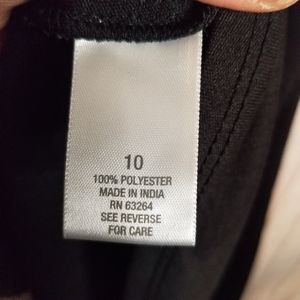 10
100% POLYESTER
MADE IN INDIA
RN 63264
SEE REVERSE
FOR CARE